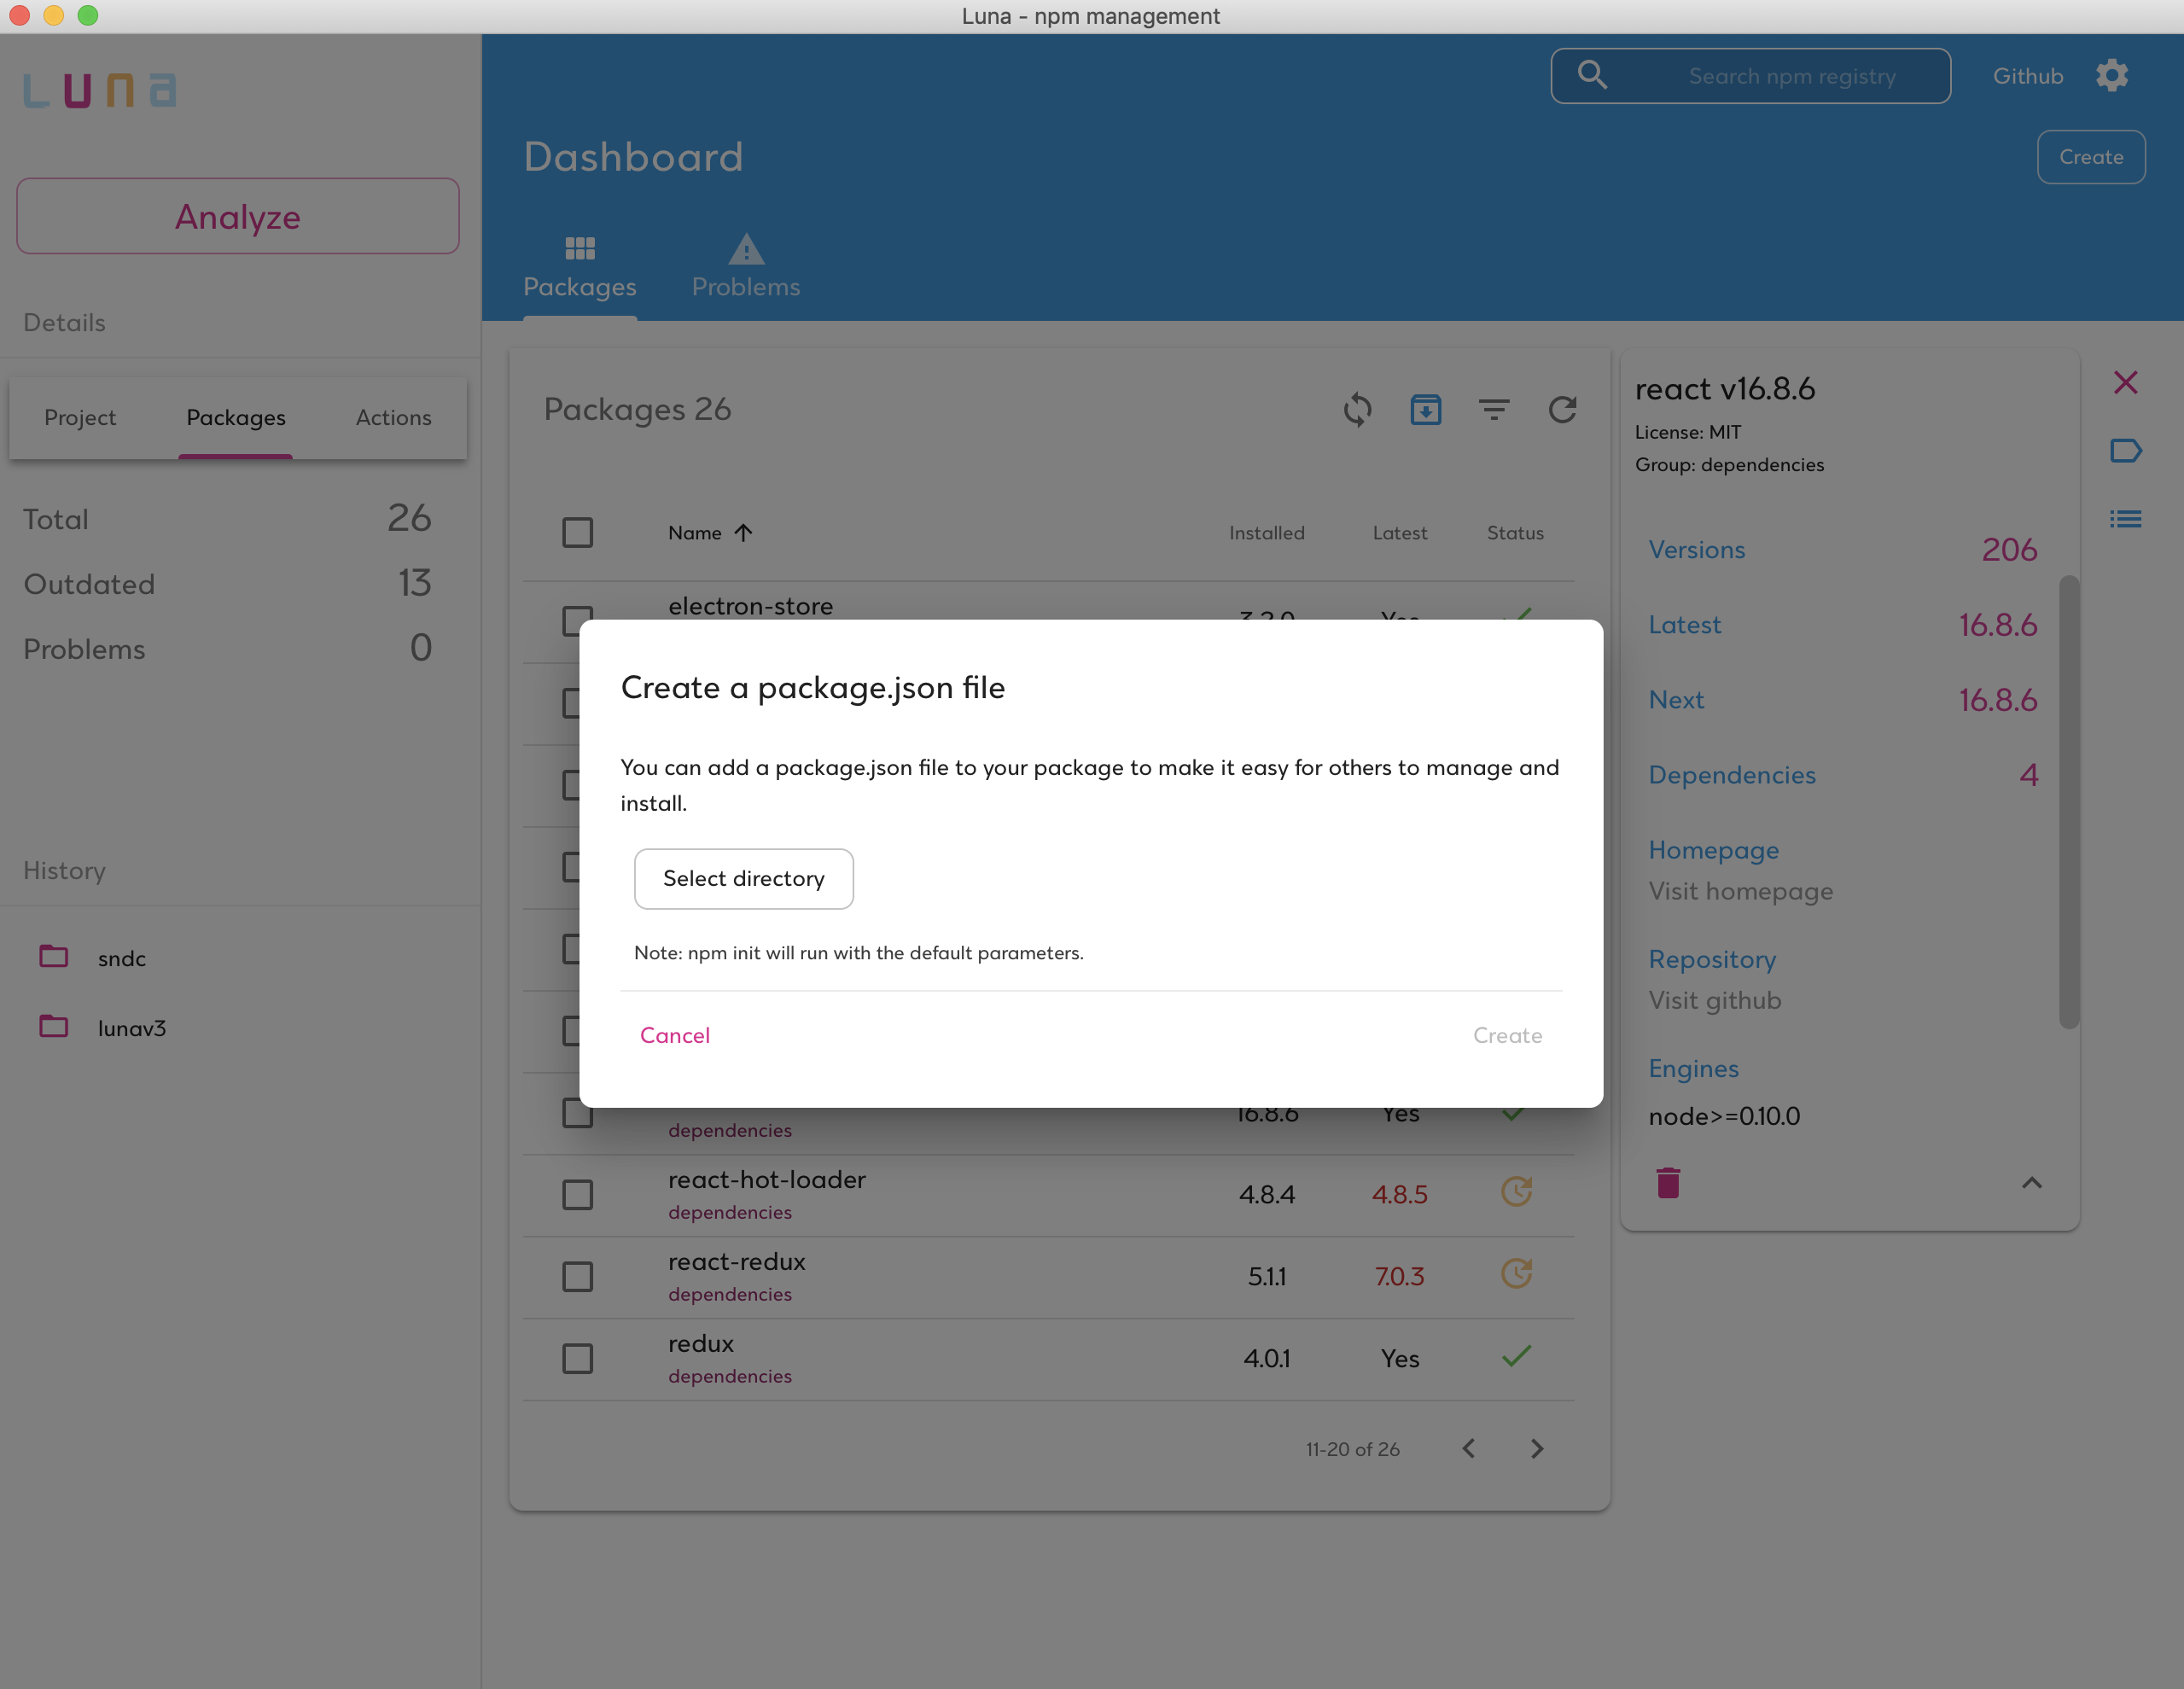 Luna - npm management
Luna
Search npm registry
Github
Dashboard
Create
Analyze
Packages
Problems
Details
Project
Packages
Actions
Total 26
Outdated 13
Problems 0
History
sndc
lunav3
Packages 26
Name
Installed
Latest
Status
electron-store
3.2.0 Yes
Create a package.json file
You can add a package.json file to your package to make it easy for others to manage and
install.
Select directory
Note: npm init will run with the default parameters.
Cancel
Create
16.8.6 Yes
dependencies
react-hot-loader
dependencies
4.8.4 4.8.5
react-redux
dependencies
5.1.1 7.0.3
redux
dependencies
4.0.1 Yes
11-20 of 26
react v16.8.6
License: MIT
Group: dependencies
Versions 206
Latest 16.8.6
Next 16.8.6
Dependencies 4
Homepage
Visit homepage
Repository
Visit github
Engines
node>=0.10.0